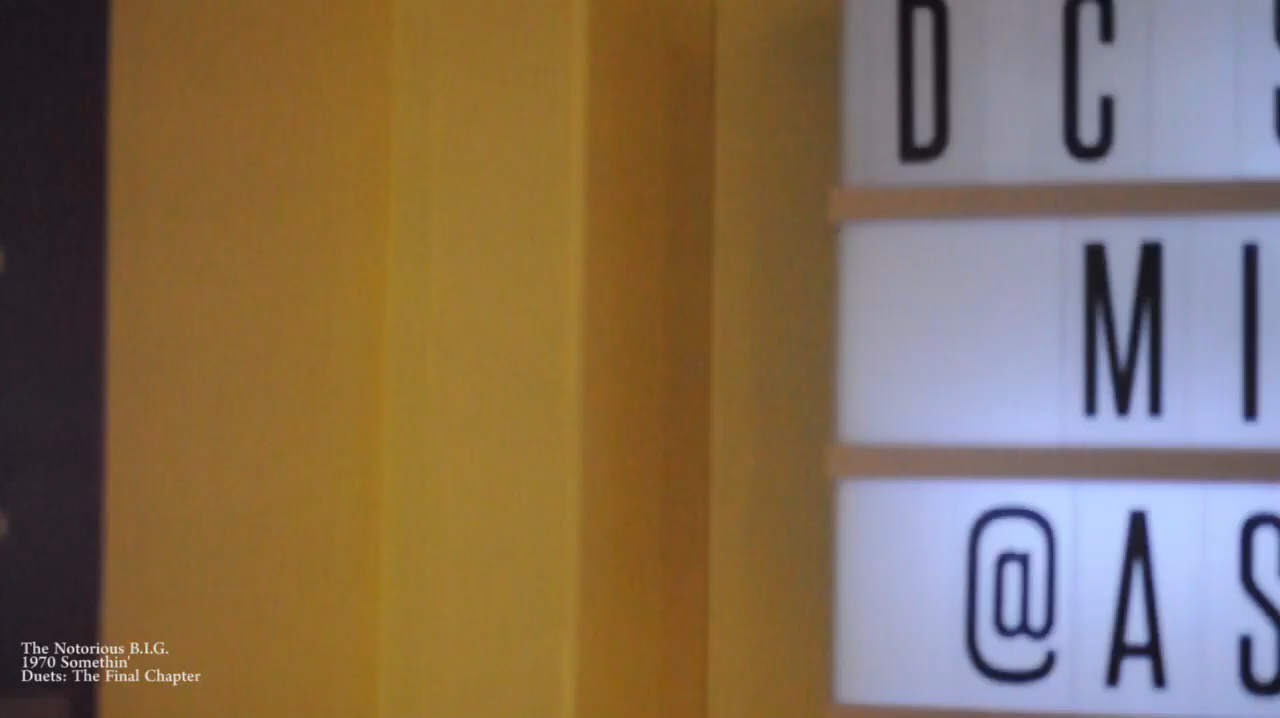 D C S
M I
@ A S
The Notorious B.I.G.
1970 Somethin'
Duets: The Final Chapter